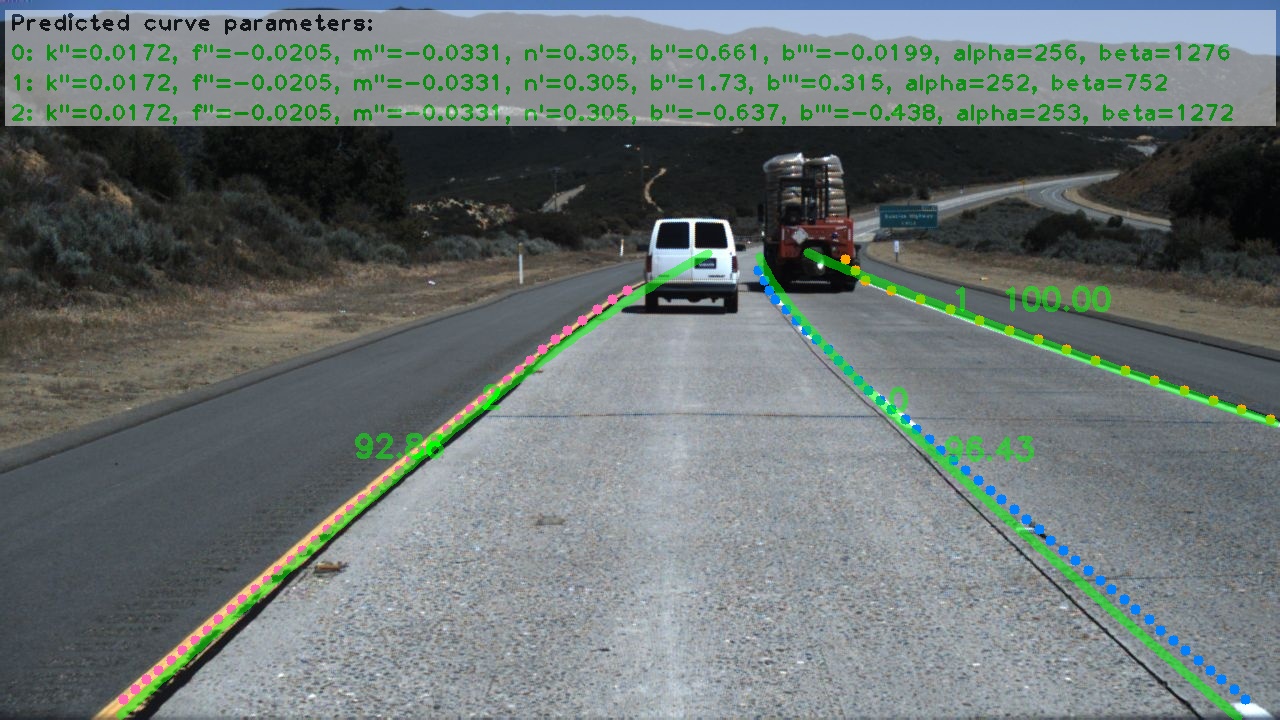 Predicted curve parameters:
0: k''=0.0172, f''=-0.0205, m''=-0.0331, n'=0.305, b''=0.661, b'''=-0.0199, alpha=256, beta=1276
1: k''=0.0172, f''=-0.0205, m''=-0.0331, n'=0.305, b''=1.73, b'''=0.315, alpha=252, beta=752
2: k''=0.0172, f''=-0.0205, m''=-0.0331, n'=0.305, b''=-0.637, b'''=-0.438, alpha=253, beta=1272
Sunrise Highway
1 100.00
0
92.86
98.43